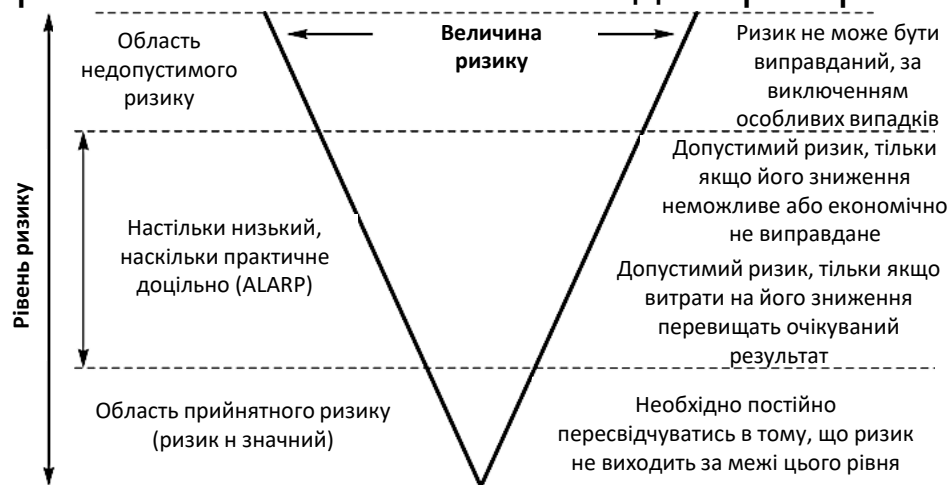 Область
недопустимого
ризику
Величина
ризику
Ризик не може бути
виправданий, за
виключенням
особливих випадків
Рівень ризику
Настільки низький,
наскільки практичне
доцільно (ALARP)
Допустимий ризик, тільки
якщо його зниження
неможливе або економічно
не виправдане
Допустимий ризик, тільки якщо
витрати на його зниження
перевищать очікуваний
результат
Область прийнятного ризику
(ризик н значний)
Необхідно постійно
пересвідчуватись в тому, що ризик
не виходить за межі цього рівня